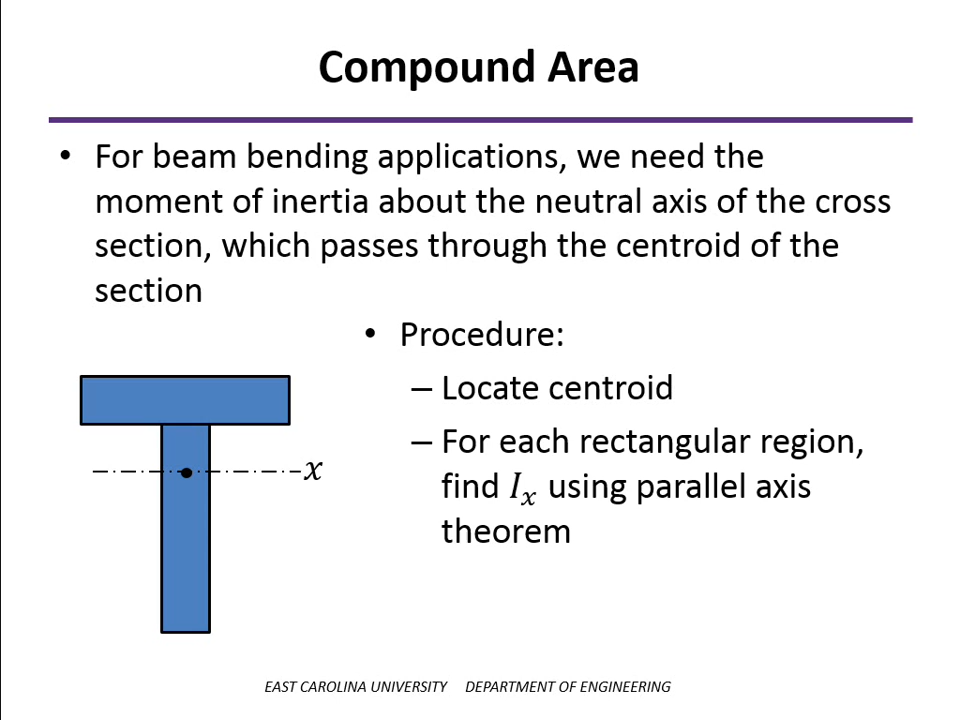 Compound Area
• For beam bending applications, we need the
moment of inertia about the neutral axis of the cross
section, which passes through the centroid of the
section
• Procedure:
– Locate centroid
– For each rectangular region,
find Iₓ using parallel axis
theorem
x
EAST CAROLINA UNIVERSITY DEPARTMENT OF ENGINEERING